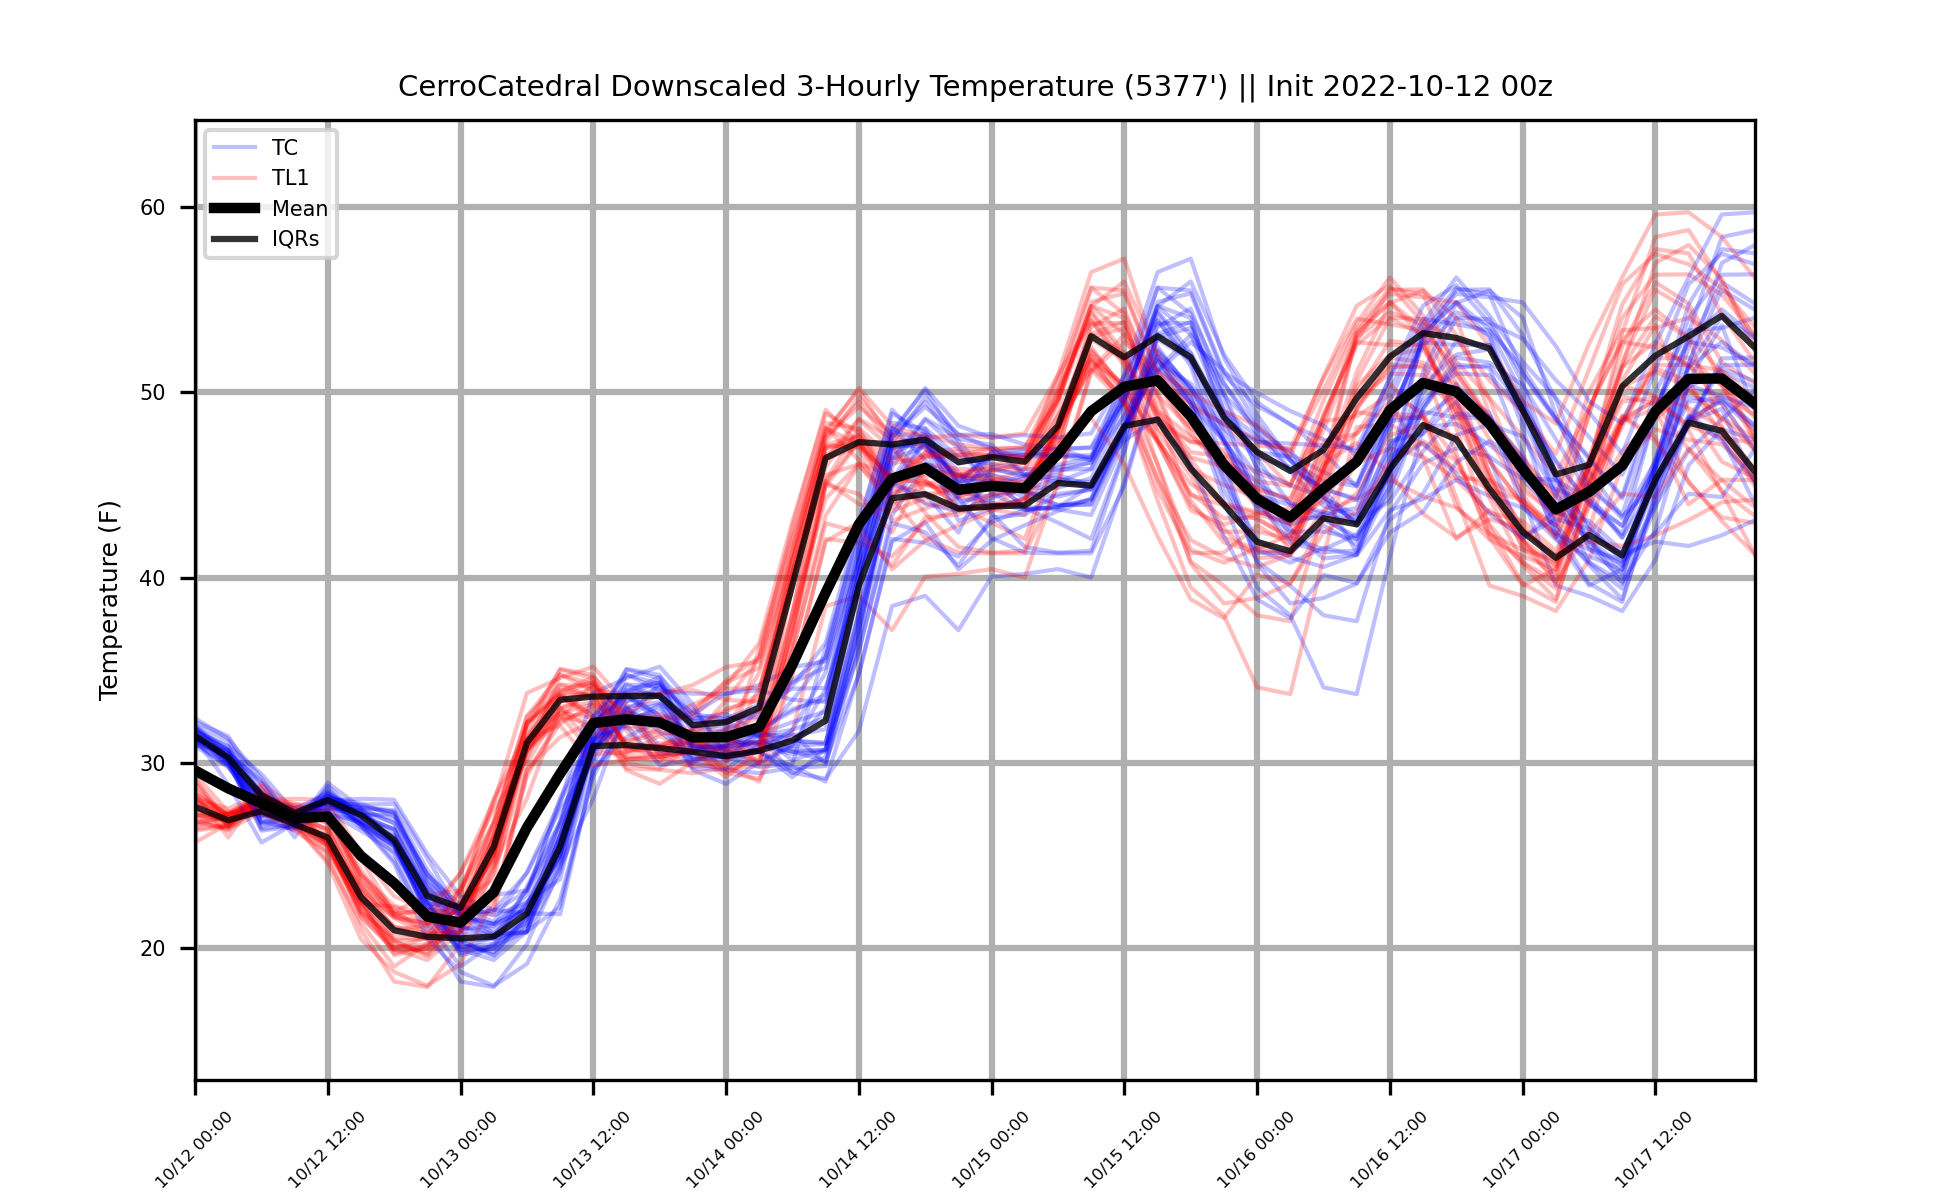 CerroCatedral Downscaled 3-Hourly Temperature (5377') || Init 2022-10-12 00z
TC
TL1
Mean
IQRs
Temperature (F)
60
50
40
30
20
10/12 00:00
10/12 12:00
10/13 00:00
10/13 12:00
10/14 00:00
10/14 12:00
10/15 00:00
10/15 12:00
10/16 00:00
10/16 12:00
10/17 00:00
10/17 12:00